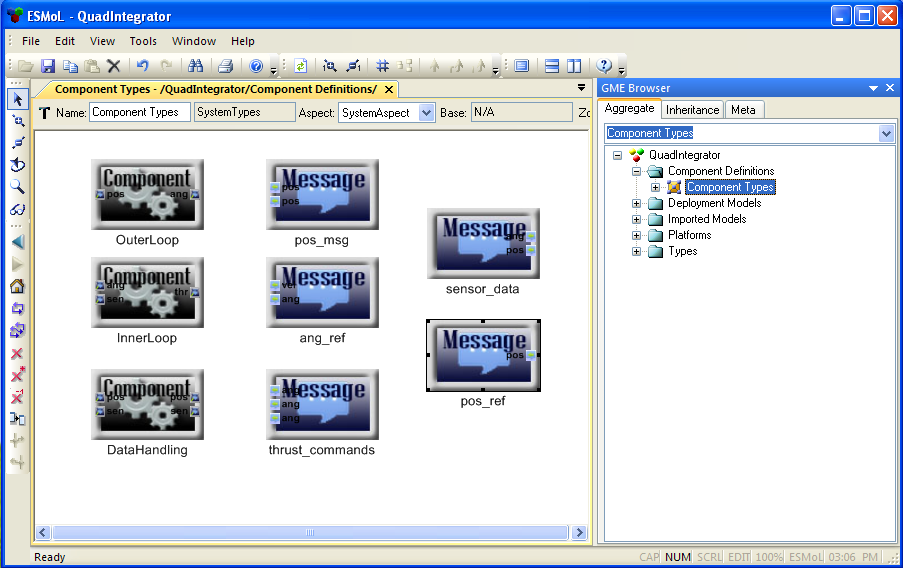 ESMoL - QuadIntegrator
File Edit View Tools Window Help
Component Types - /QuadIntegrator/Component Definitions/
Name: Component Types SystemTypes Aspect: SystemAspect Base: N/A
GME Browser
Aggregate Inheritance Meta
Component Types
QuadIntegrator
Component Definitions
Component Types
Deployment Models
Imported Models
Platforms
Types
Component
pos ang
OuterLoop
Message
pos
pos
pos_msg
Message
ang
pos
sensor_data
Component
ang
sen thr
InnerLoop
Message
vel
ang
ang_ref
Message
pos
pos_ref
Component
pos pos
sen sen
DataHandling
Message
ang
ang
ang
thrust_commands
Ready
CAP NUM SCRL EDIT 100% ESMoL 03:06 PM